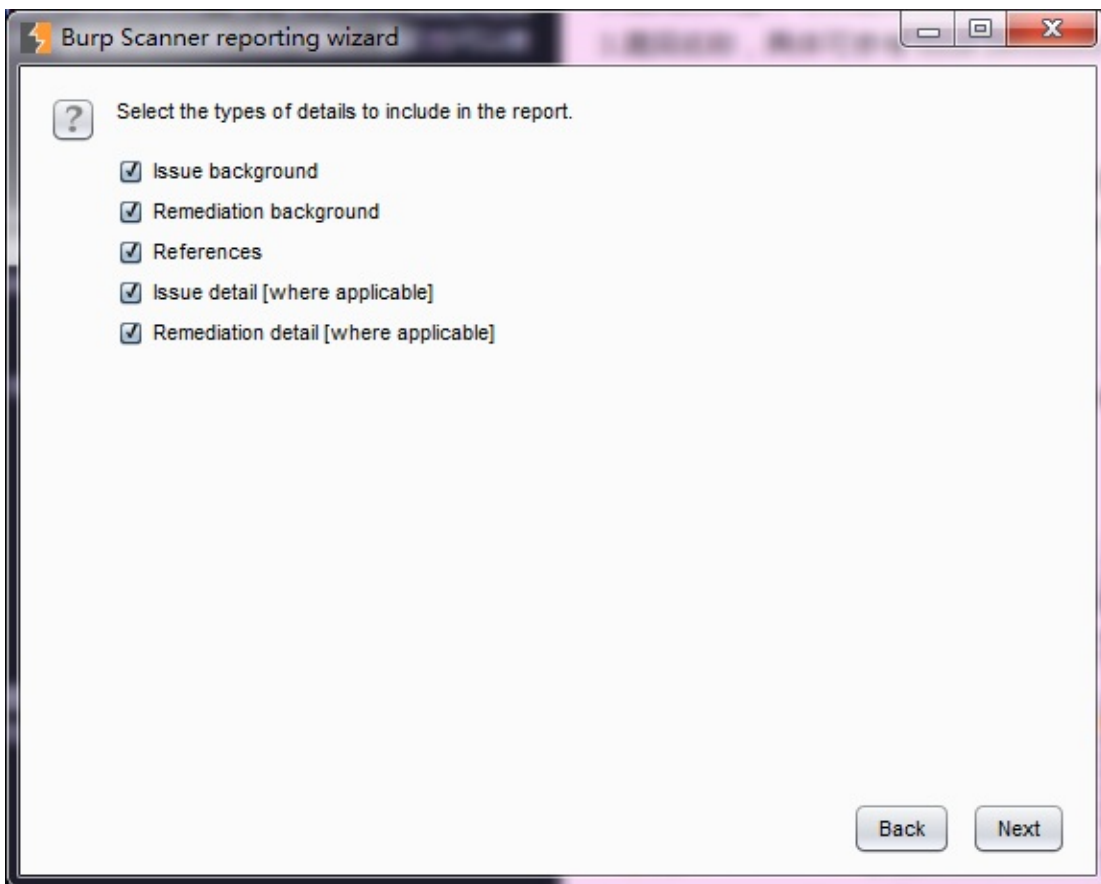 Burp Scanner reporting wizard
Select the types of details to include in the report.
Issue background
Remediation background
References
Issue detail [where applicable]
Remediation detail [where applicable]
Back
Next